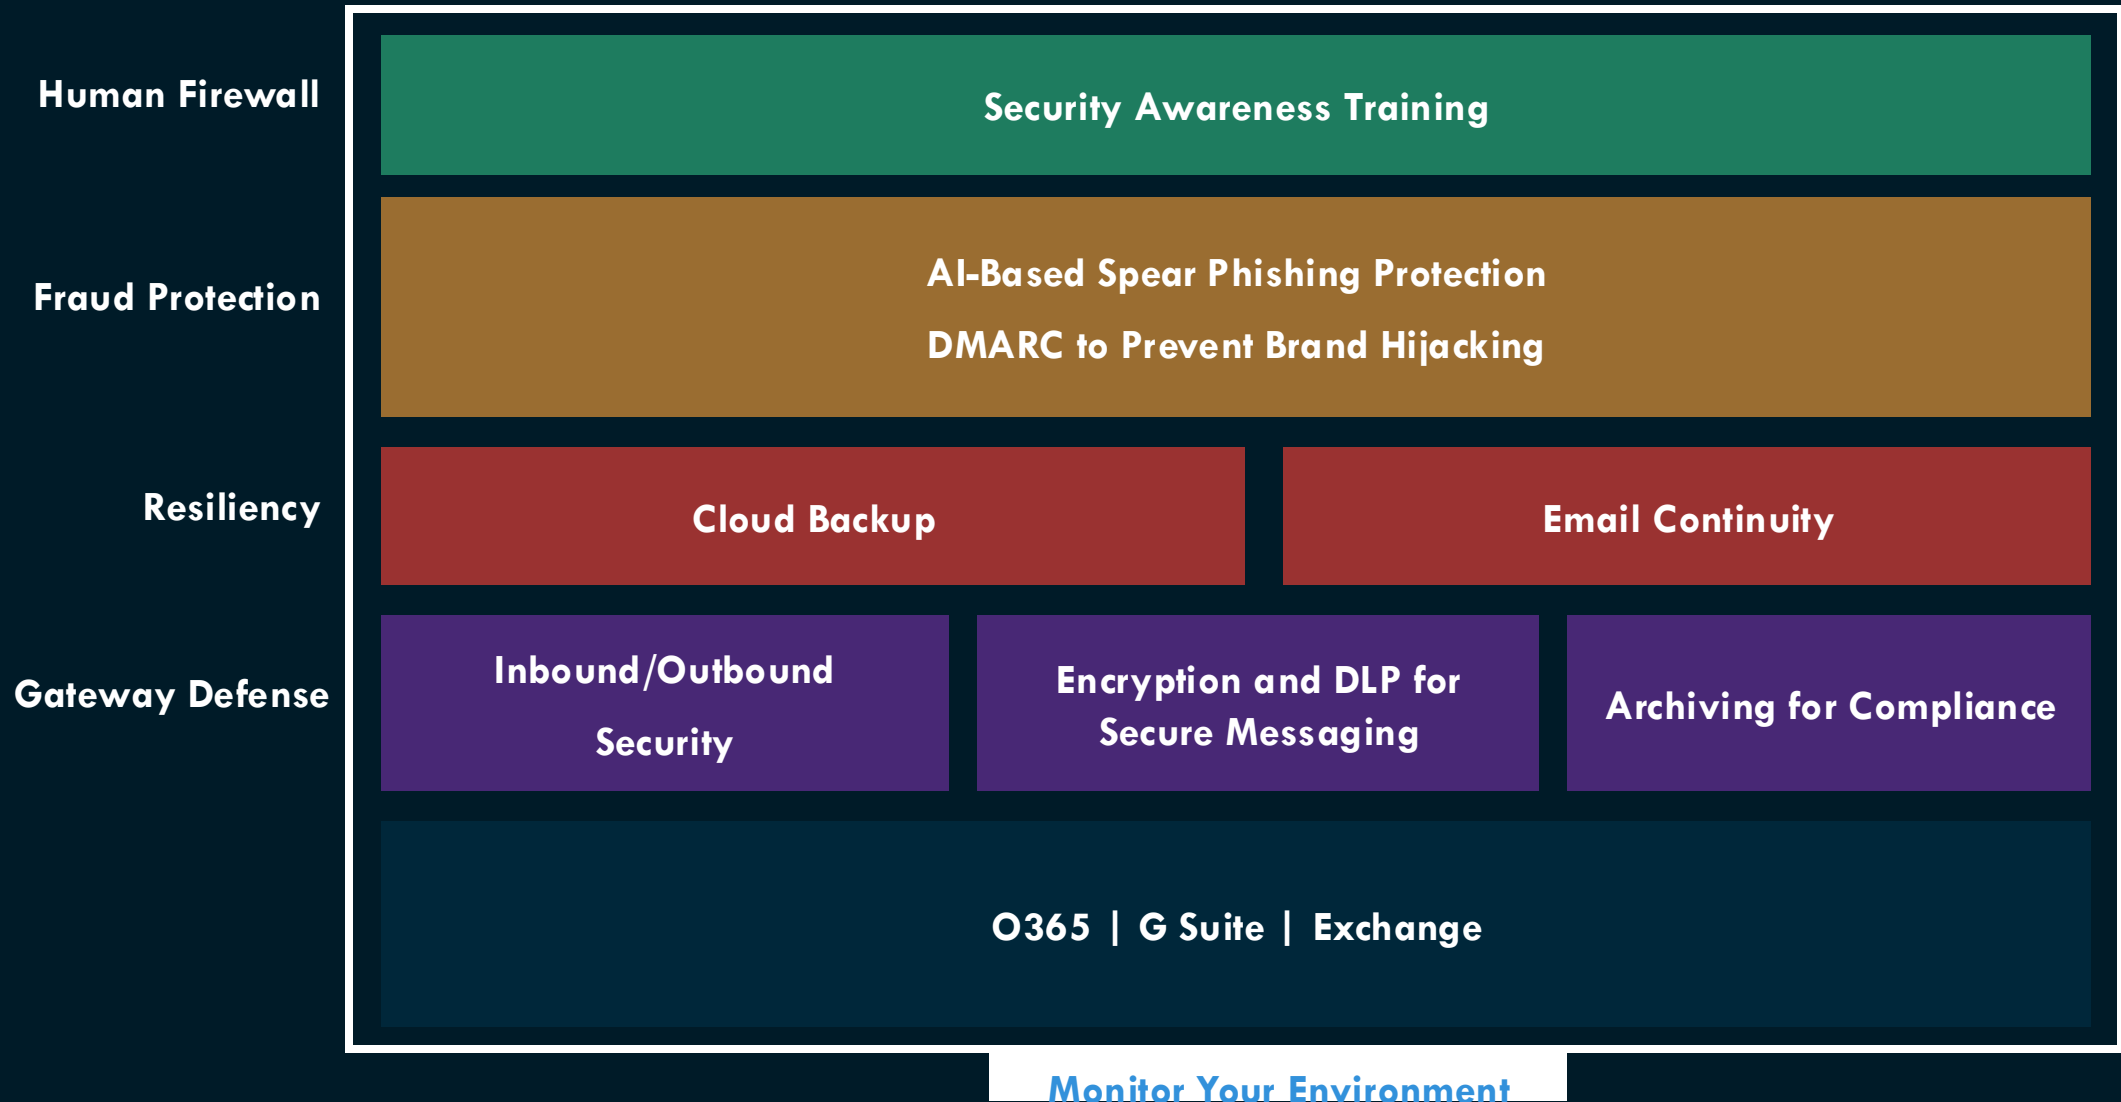 Human Firewall
Security Awareness Training
Fraud Protection
AI-Based Spear Phishing Protection
DMARC to Prevent Brand Hijacking
Resiliency
Cloud Backup
Email Continuity
Gateway Defense
Inbound/Outbound
Security
Encryption and DLP for
Secure Messaging
Archiving for Compliance
O365 | G Suite | Exchange
Monitor Your Environment